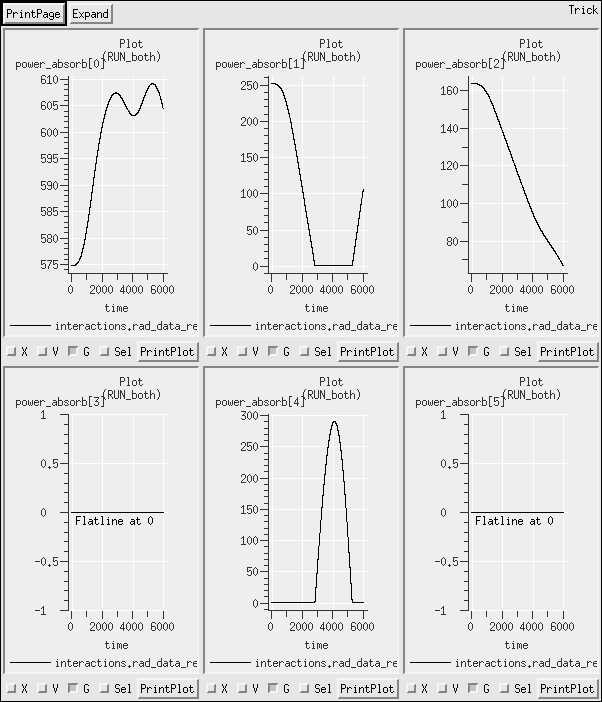 PrintPage Expand Trick
Plot
(RUN_both)
power_absorb[0]
610
605
600
595
590
585
580
575
0 2000 4000 6000
time
interactions.rad_data_re
X V G Sel PrintPlot
Plot
(RUN_both)
power_absorb[1]
250
200
150
100
50
0
0 2000 4000 6000
time
interactions.rad_data_re
X V G Sel PrintPlot
Plot
(RUN_both)
power_absorb[2]
160
140
120
100
80
0 2000 4000 6000
time
interactions.rad_data_re
X V G Sel PrintPlot
Plot
(RUN_both)
power_absorb[3]
1
0.5
0
Flatline at 0
-0.5
-1
0 2000 4000 6000
time
interactions.rad_data_re
X V G Sel PrintPlot
Plot
(RUN_both)
power_absorb[4]
300
250
200
150
100
50
0
0 2000 4000 6000
time
interactions.rad_data_re
X V G Sel PrintPlot
Plot
(RUN_both)
power_absorb[5]
1
0.5
0
Flatline at 0
-0.5
-1
0 2000 4000 6000
time
interactions.rad_data_re
X V G Sel PrintPlot